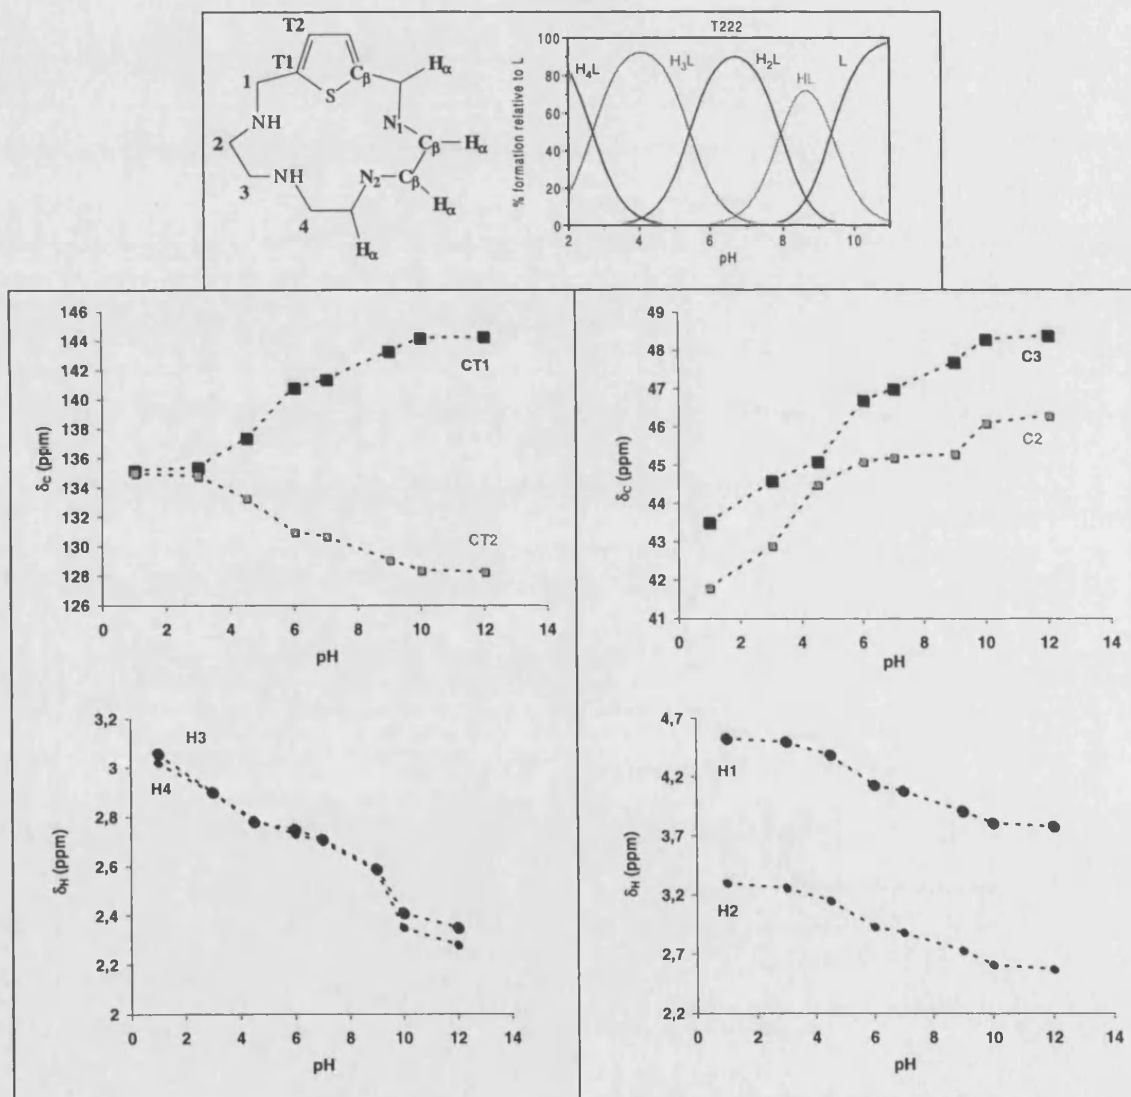 T2
T1
Cβ
Hα
1
S
NH
N₁
2
Cβ
Hα
3
NH
N₂
Cβ
Hα
4
Hα
T222
% formation relative to L
100
80
60
40
20
0
H₄L
H₃L
H₂L
HL
L
2
4
6
8
10
pH
146
144
142
140
138
136
134
132
130
128
126
δC (ppm)
CT1
CT2
0
2
4
6
8
10
12
14
pH
49
48
47
46
45
44
43
42
41
δC (ppm)
C3
C2
0
2
4
6
8
10
12
14
pH
3,2
3
2,8
2,6
2,4
2,2
2
δH (ppm)
H3
H4
0
2
4
6
8
10
12
14
pH
4,7
4,2
3,7
3,2
2,7
2,2
δH (ppm)
H1
H2
0
2
4
6
8
10
12
14
pH